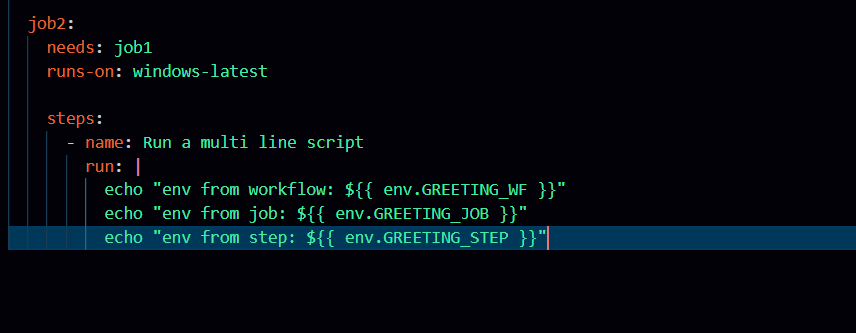 job2:
needs: job1
runs-on: windows-latest
steps:
- name: Run a multi line script
run: |
echo "env from workflow: ${{ env.GREETING_WF }}"
echo "env from job: ${{ env.GREETING_JOB }}"
echo "env from step: ${{ env.GREETING_STEP }}"